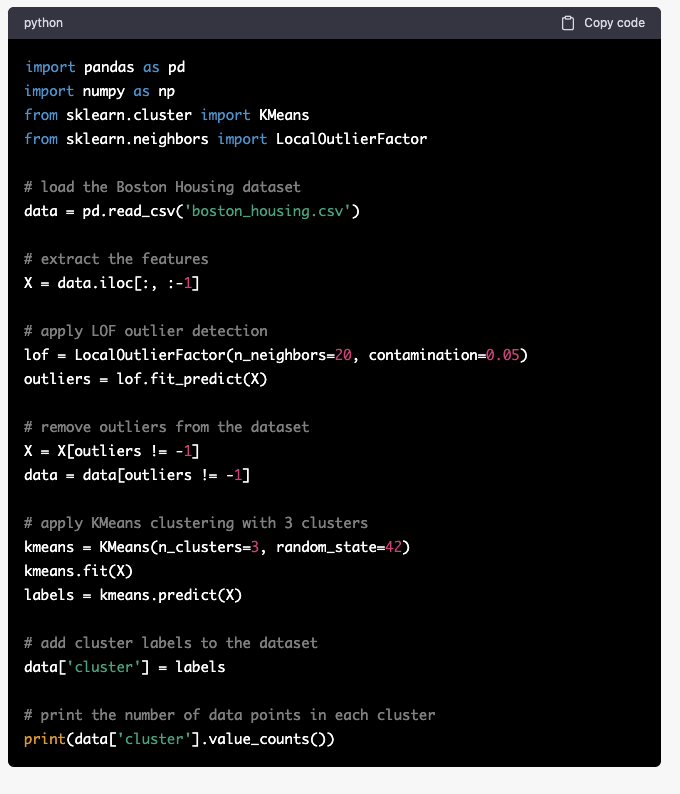 python
Copy code
import pandas as pd
import numpy as np
from sklearn.cluster import KMeans
from sklearn.neighbors import LocalOutlierFactor
# load the Boston Housing dataset
data = pd.read_csv('boston_housing.csv')
# extract the features
X = data.iloc[:, :-1]
# apply LOF outlier detection
lof = LocalOutlierFactor(n_neighbors=20, contamination=0.05)
outliers = lof.fit_predict(X)
# remove outliers from the dataset
X = X[outliers != -1]
data = data[outliers != -1]
# apply KMeans clustering with 3 clusters
kmeans = KMeans(n_clusters=3, random_state=42)
kmeans.fit(X)
labels = kmeans.predict(X)
# add cluster labels to the dataset
data['cluster'] = labels
# print the number of data points in each cluster
print(data['cluster'].value_counts())